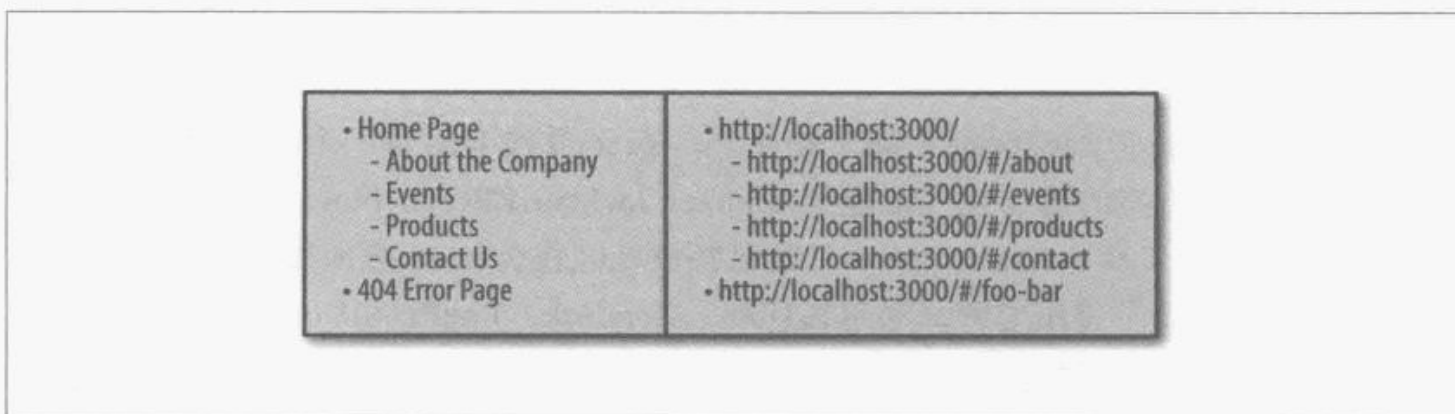 • Home Page
- About the Company
- Events
- Products
- Contact Us
• 404 Error Page
• http://localhost:3000/
- http://localhost:3000/#/about
- http://localhost:3000/#/events
- http://localhost:3000/#/products
- http://localhost:3000/#/contact
• http://localhost:3000/#/foo-bar